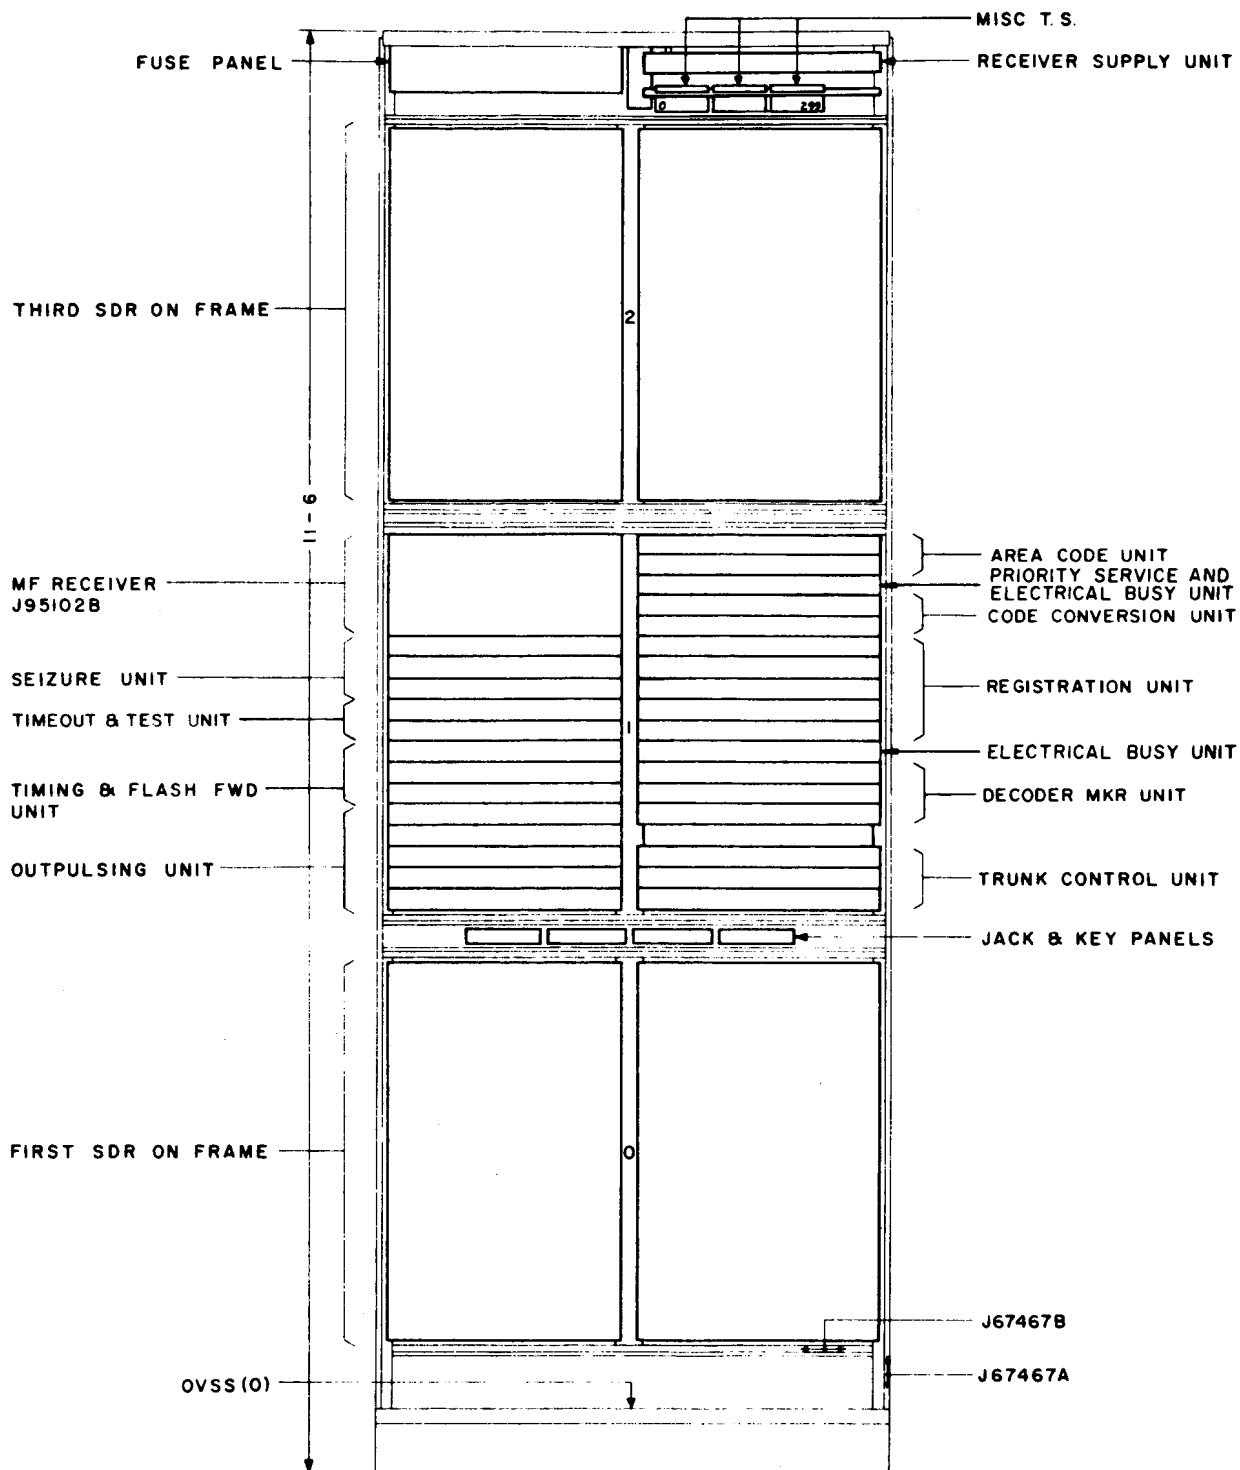 MISC T.S.
FUSE PANEL
RECEIVER SUPPLY UNIT
0
299
THIRD SDR ON FRAME
2
11-6
MF RECEIVER
J95102B
SEIZURE UNIT
TIMEOUT & TEST UNIT
TIMING & FLASH FWD
UNIT
OUTPULSING UNIT
1
AREA CODE UNIT
PRIORITY SERVICE AND
ELECTRICAL BUSY UNIT
CODE CONVERSION UNIT
REGISTRATION UNIT
ELECTRICAL BUSY UNIT
DECODER MKR UNIT
TRUNK CONTROL UNIT
JACK & KEY PANELS
FIRST SDR ON FRAME
0
J67467B
J67467A
OVSS(0)